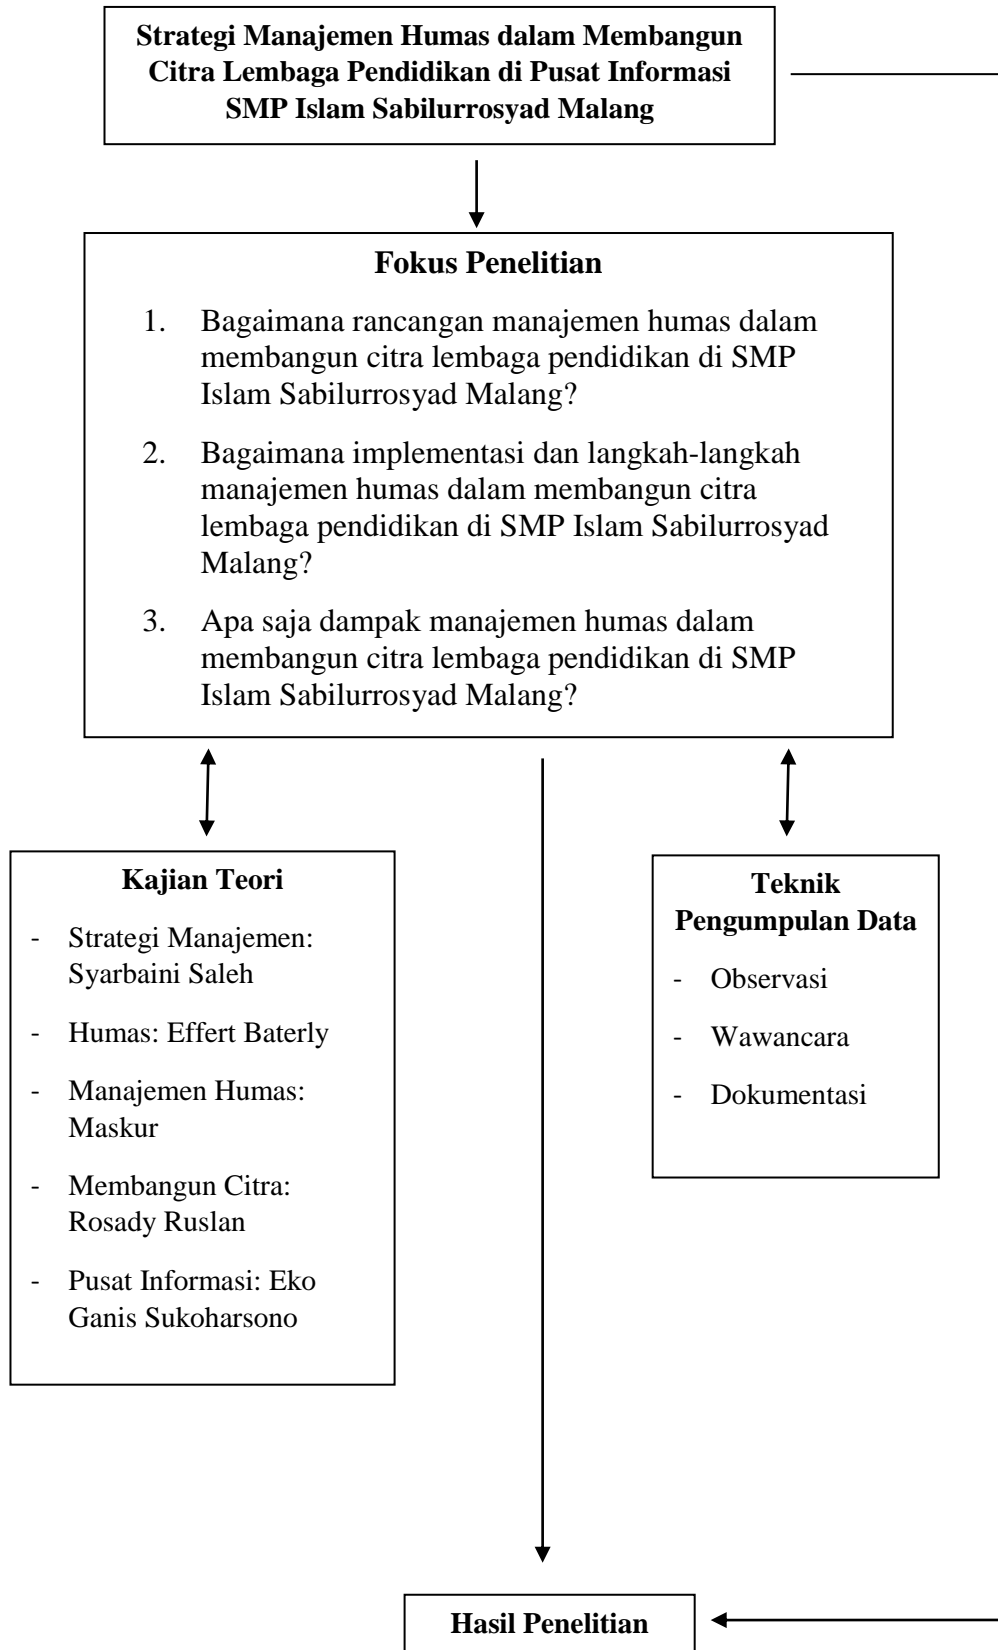 Strategi Manajemen Humas dalam Membangun
Citra Lembaga Pendidikan di Pusat Informasi
SMP Islam Sabilurrosyad Malang
Fokus Penelitian
1. Bagaimana rancangan manajemen humas dalam
membangun citra lembaga pendidikan di SMP
Islam Sabilurrosyad Malang?
2. Bagaimana implementasi dan langkah-langkah
manajemen humas dalam membangun citra
lembaga pendidikan di SMP Islam Sabilurrosyad
Malang?
3. Apa saja dampak manajemen humas dalam
membangun citra lembaga pendidikan di SMP
Islam Sabilurrosyad Malang?
Kajian Teori
- Strategi Manajemen:
Syarbaini Saleh
- Humas: Effert Baterly
- Manajemen Humas:
Maskur
- Membangun Citra:
Rosady Ruslan
- Pusat Informasi: Eko
Ganis Sukoharsono
Teknik
Pengumpulan Data
- Observasi
- Wawancara
- Dokumentasi
Hasil Penelitian